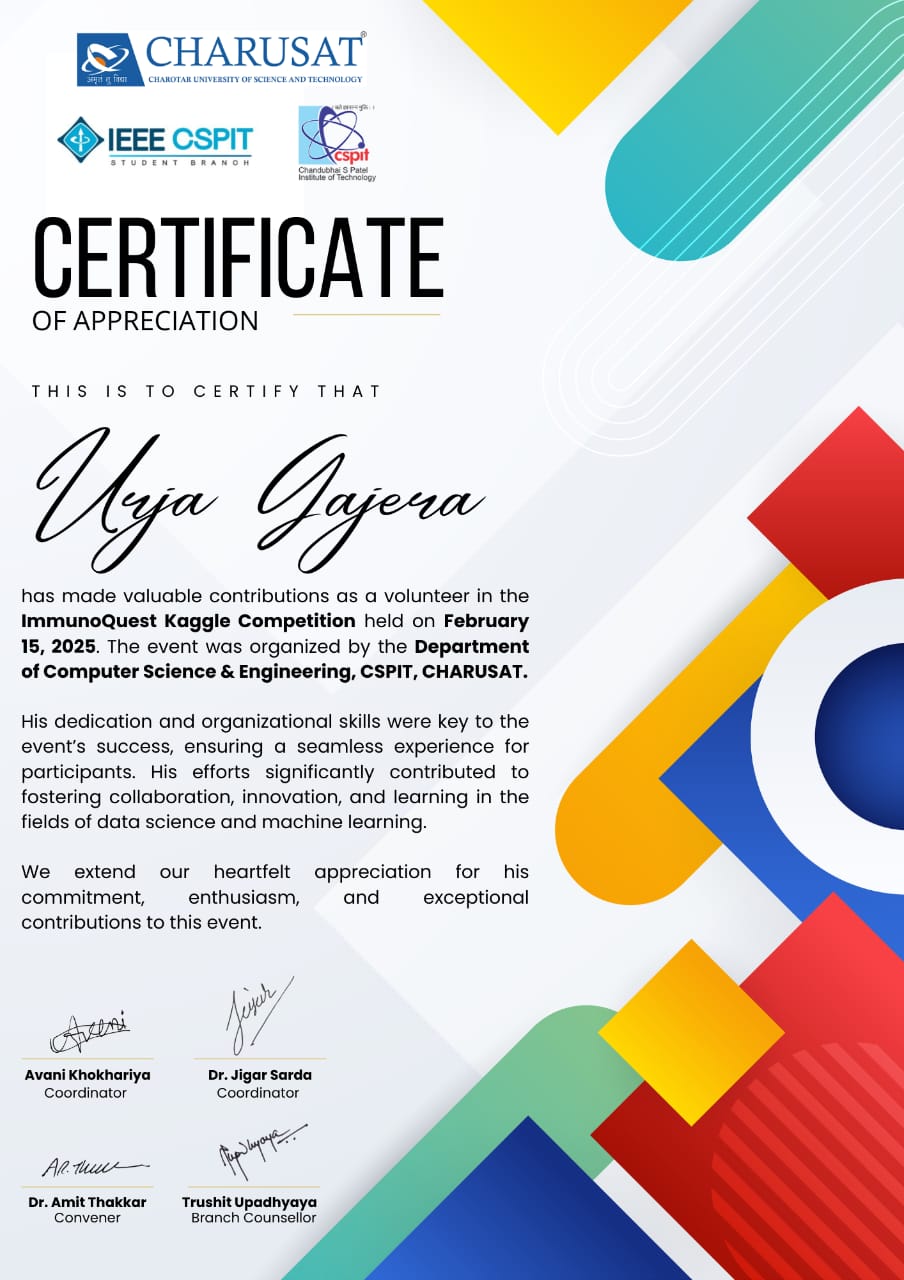 CHARUSAT®
CHAROTAR UNIVERSITY OF SCIENCE AND TECHNOLOGY
अमृतं तु विद्या
IEEE CSPIT
STUDENT BRANCH
cspit
Chandubhai S Patel
Institute of Technology
CERTIFICATE
OF APPRECIATION
THIS IS TO CERTIFY THAT
Urja Gajera
has made valuable contributions as a volunteer in the
ImmunoQuest Kaggle Competition held on February
15, 2025. The event was organized by the Department
of Computer Science & Engineering, CSPIT, CHARUSAT.
His dedication and organizational skills were key to the
event’s success, ensuring a seamless experience for
participants. His efforts significantly contributed to
fostering collaboration, innovation, and learning in the
fields of data science and machine learning.
We extend our heartfelt appreciation for his
commitment, enthusiasm, and exceptional
contributions to this event.
Avani Khokhariya
Coordinator
Dr. Jigar Sarda
Coordinator
Dr. Amit Thakkar
Convener
Trushit Upadhyaya
Branch Counsellor